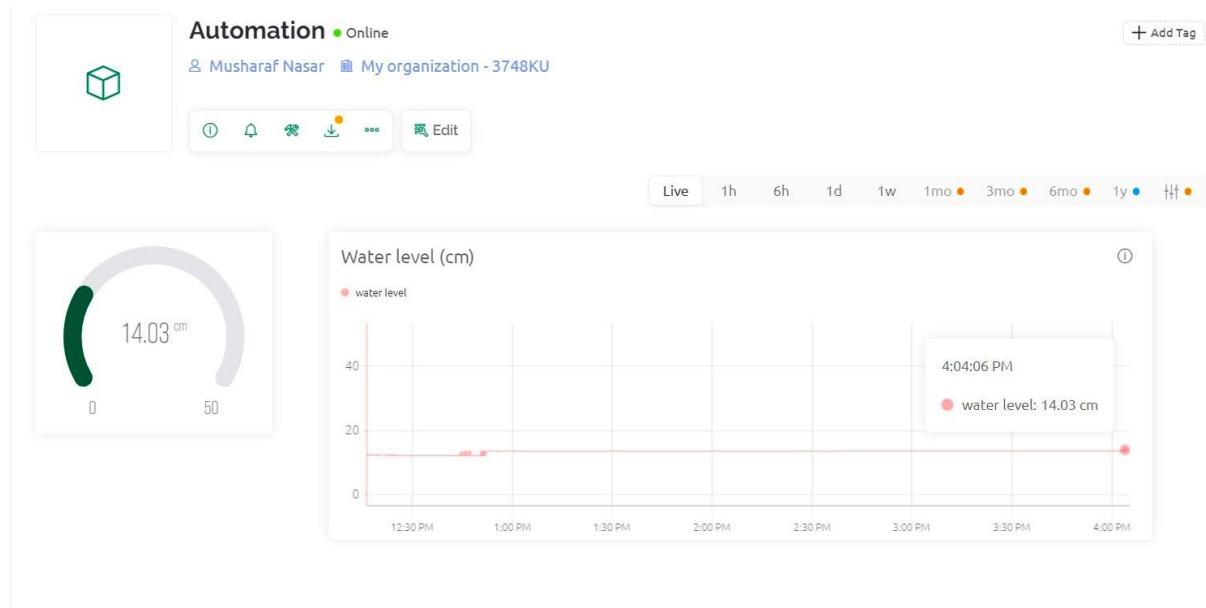 Automation Online
+ Add Tag
Musharaf Nasar My organization - 3748KU
Edit
Live 1h 6h 1d 1w 1mo 3mo 6mo 1y
14.03 cm
0 50
Water level (cm)
water level
40
20
0
4:04:06 PM
water level: 14.03 cm
12:30 PM 1:00 PM 1:30 PM 2:00 PM 2:30 PM 3:00 PM 3:30 PM 4:00 PM